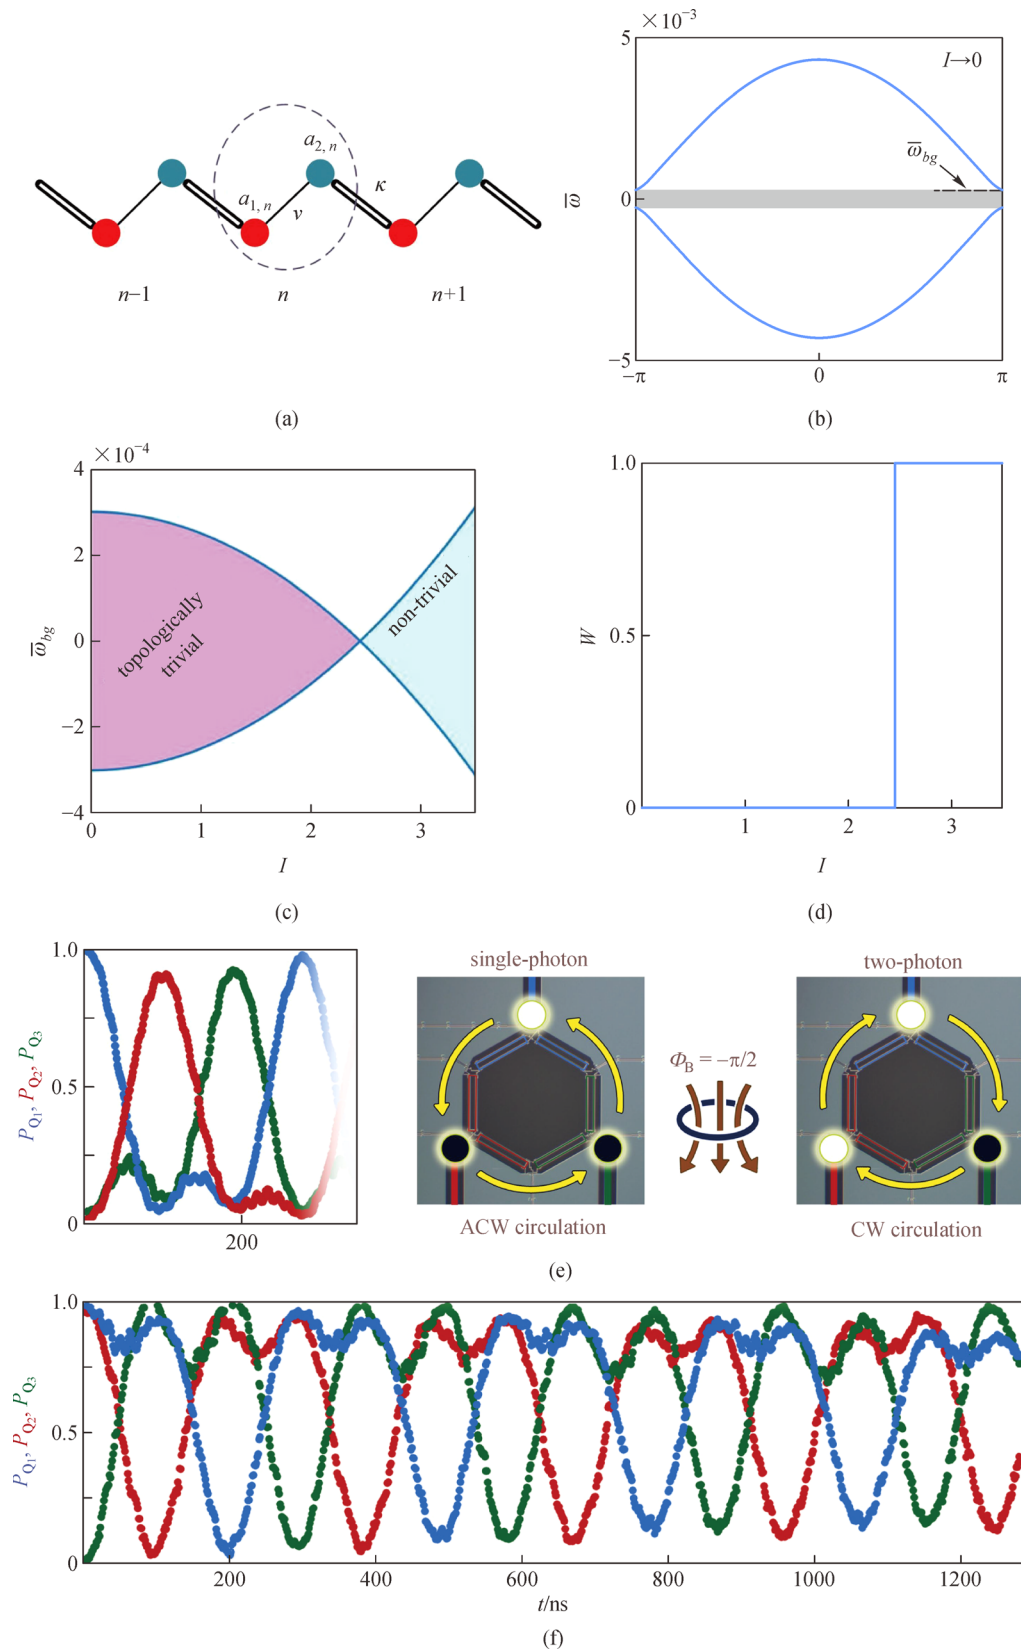 a1, n
a2, n
ν
κ
n−1
n
n+1
(a)
×10−3
5
I→0
ω̅bg
ω̅
0
−5
−π
0
π
(b)
×10−4
4
2
0
−2
−4
ω̅bg
topologically
trivial
non-trivial
0
1
2
3
I
(c)
1.0
0.5
0
W
1
2
3
I
(d)
1.0
0.5
0
PQ1, PQ2, PQ3
200
single-photon
ΦB = −π/2
two-photon
ACW circulation
CW circulation
(e)
1.0
0.5
0
PQ1, PQ2, PQ3
200
400
600
800
1000
1200
t/ns
(f)